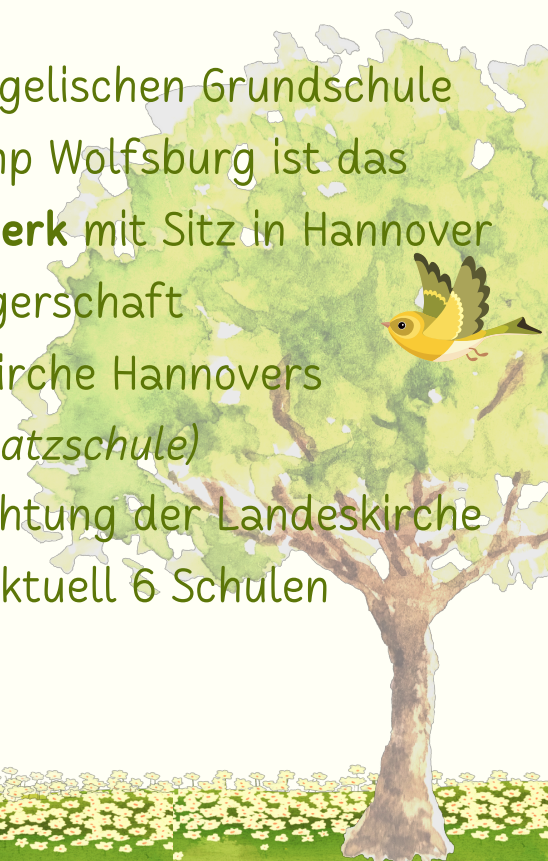 gelischen Grundschule
mp Wolfsburg ist das
erk mit Sitz in Hannover
gerschaft
irche Hannovers
atzschule)
htung der Landeskirche
ktuell 6 Schulen